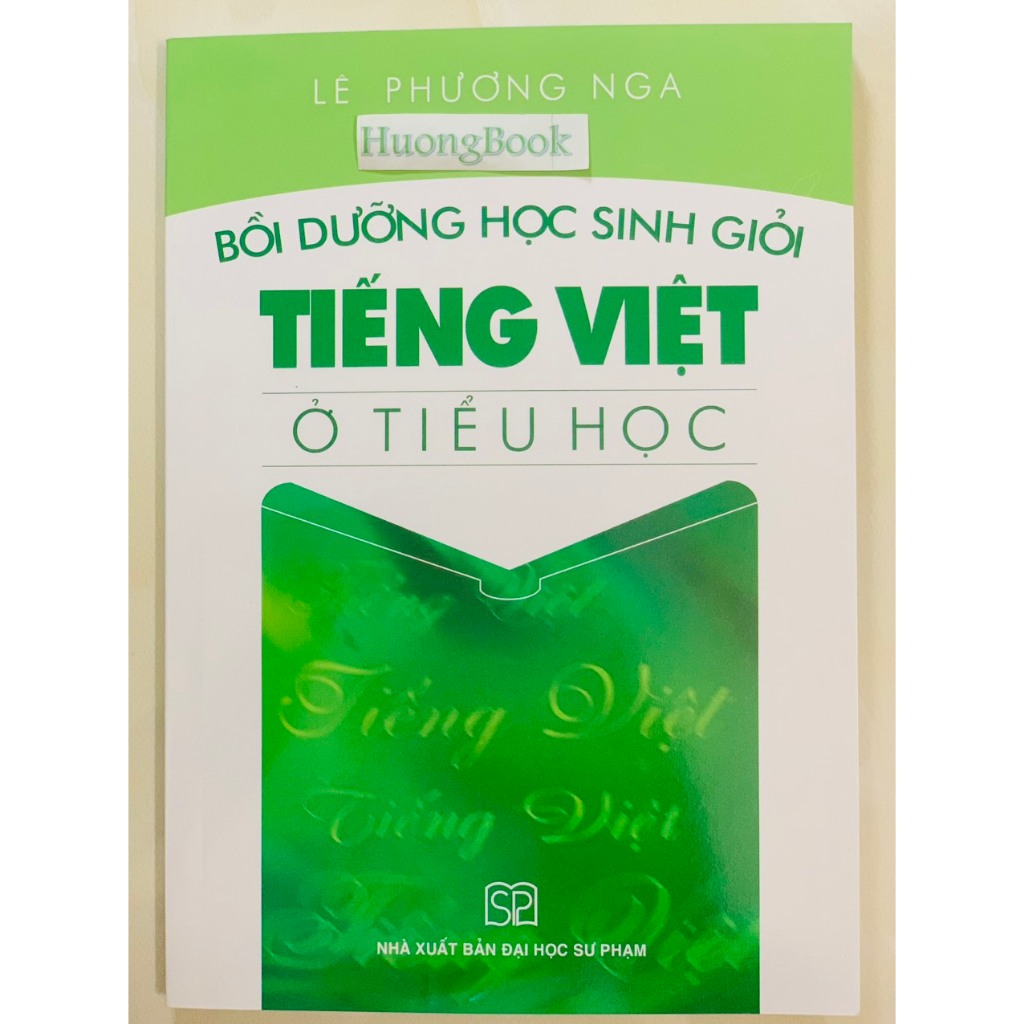 LÊ PHƯƠNG NGA
HuongBook
BỒI DƯỠNG HỌC SINH GIỎI
TIẾNG VIỆT
Ở TIỂU HỌC
Tiếng Việt
Tiếng Việt
SP
NHÀ XUẤT BẢN ĐẠI HỌC SƯ PHẠM